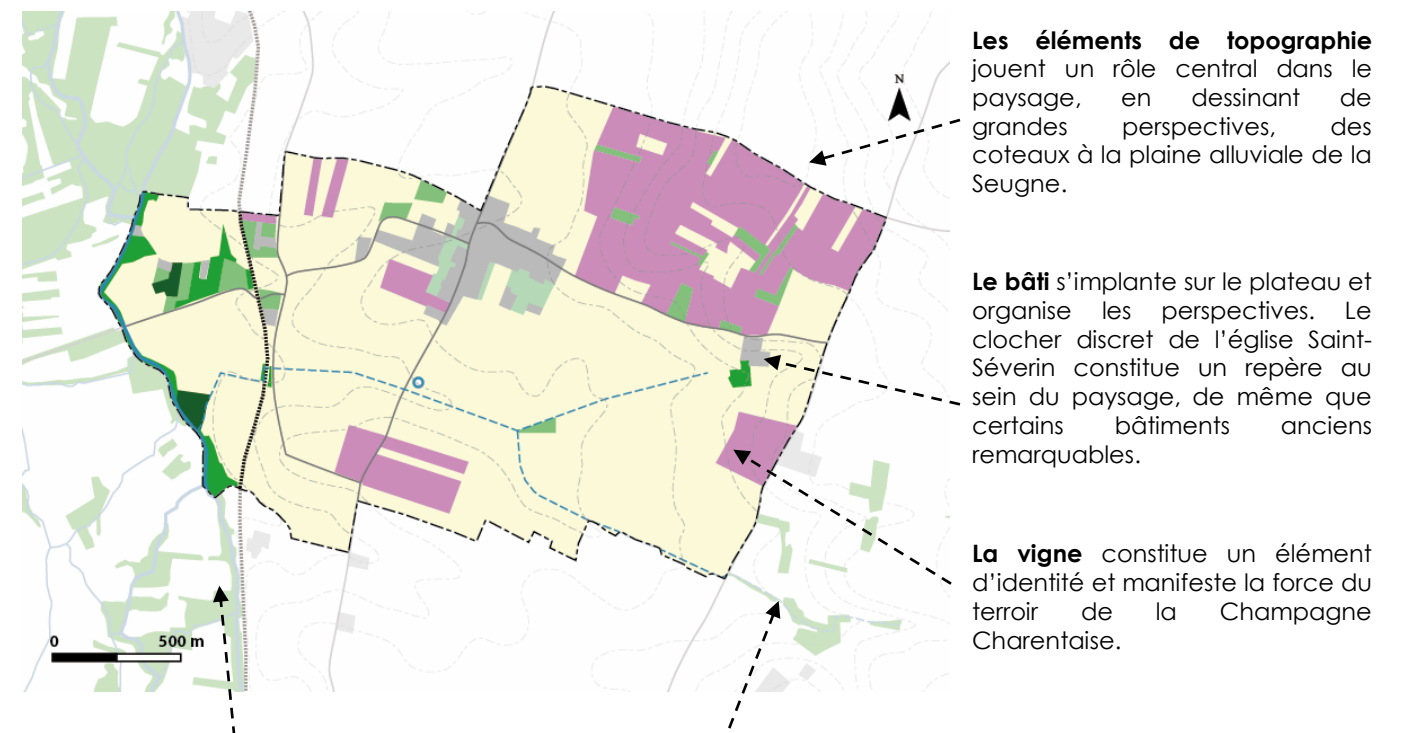 Les éléments de topographie
jouent un rôle central dans le
paysage, en dessinant de
grandes perspectives, des
coteaux à la plaine alluviale de la
Seugne.
N
Le bâti s’implante sur le plateau et
organise les perspectives. Le
clocher discret de l’église Saint-
Séverin constitue un repère au
sein du paysage, de même que
certains bâtiments anciens
remarquables.
La vigne constitue un élément
d’identité et manifeste la force du
terroir de la Champagne
Charentaise.
0 500 m